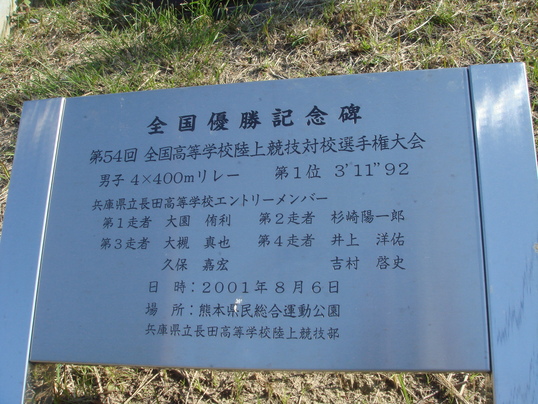 全国優勝記念碑
第54回 全国高等学校陸上競技対校選手権大会
男子 4×400mリレー 第1位 3'11"92
兵庫県立長田高等学校エントリーメンバー
第1走者 大園 侑利 第2走者 杉崎陽一郎
第3走者 大槻 真也 第4走者 井上 洋佑
久保 嘉宏 吉村 啓史
日 時：2001年8月6日
場 所：熊本県民総合運動公園
兵庫県立長田高等学校陸上競技部